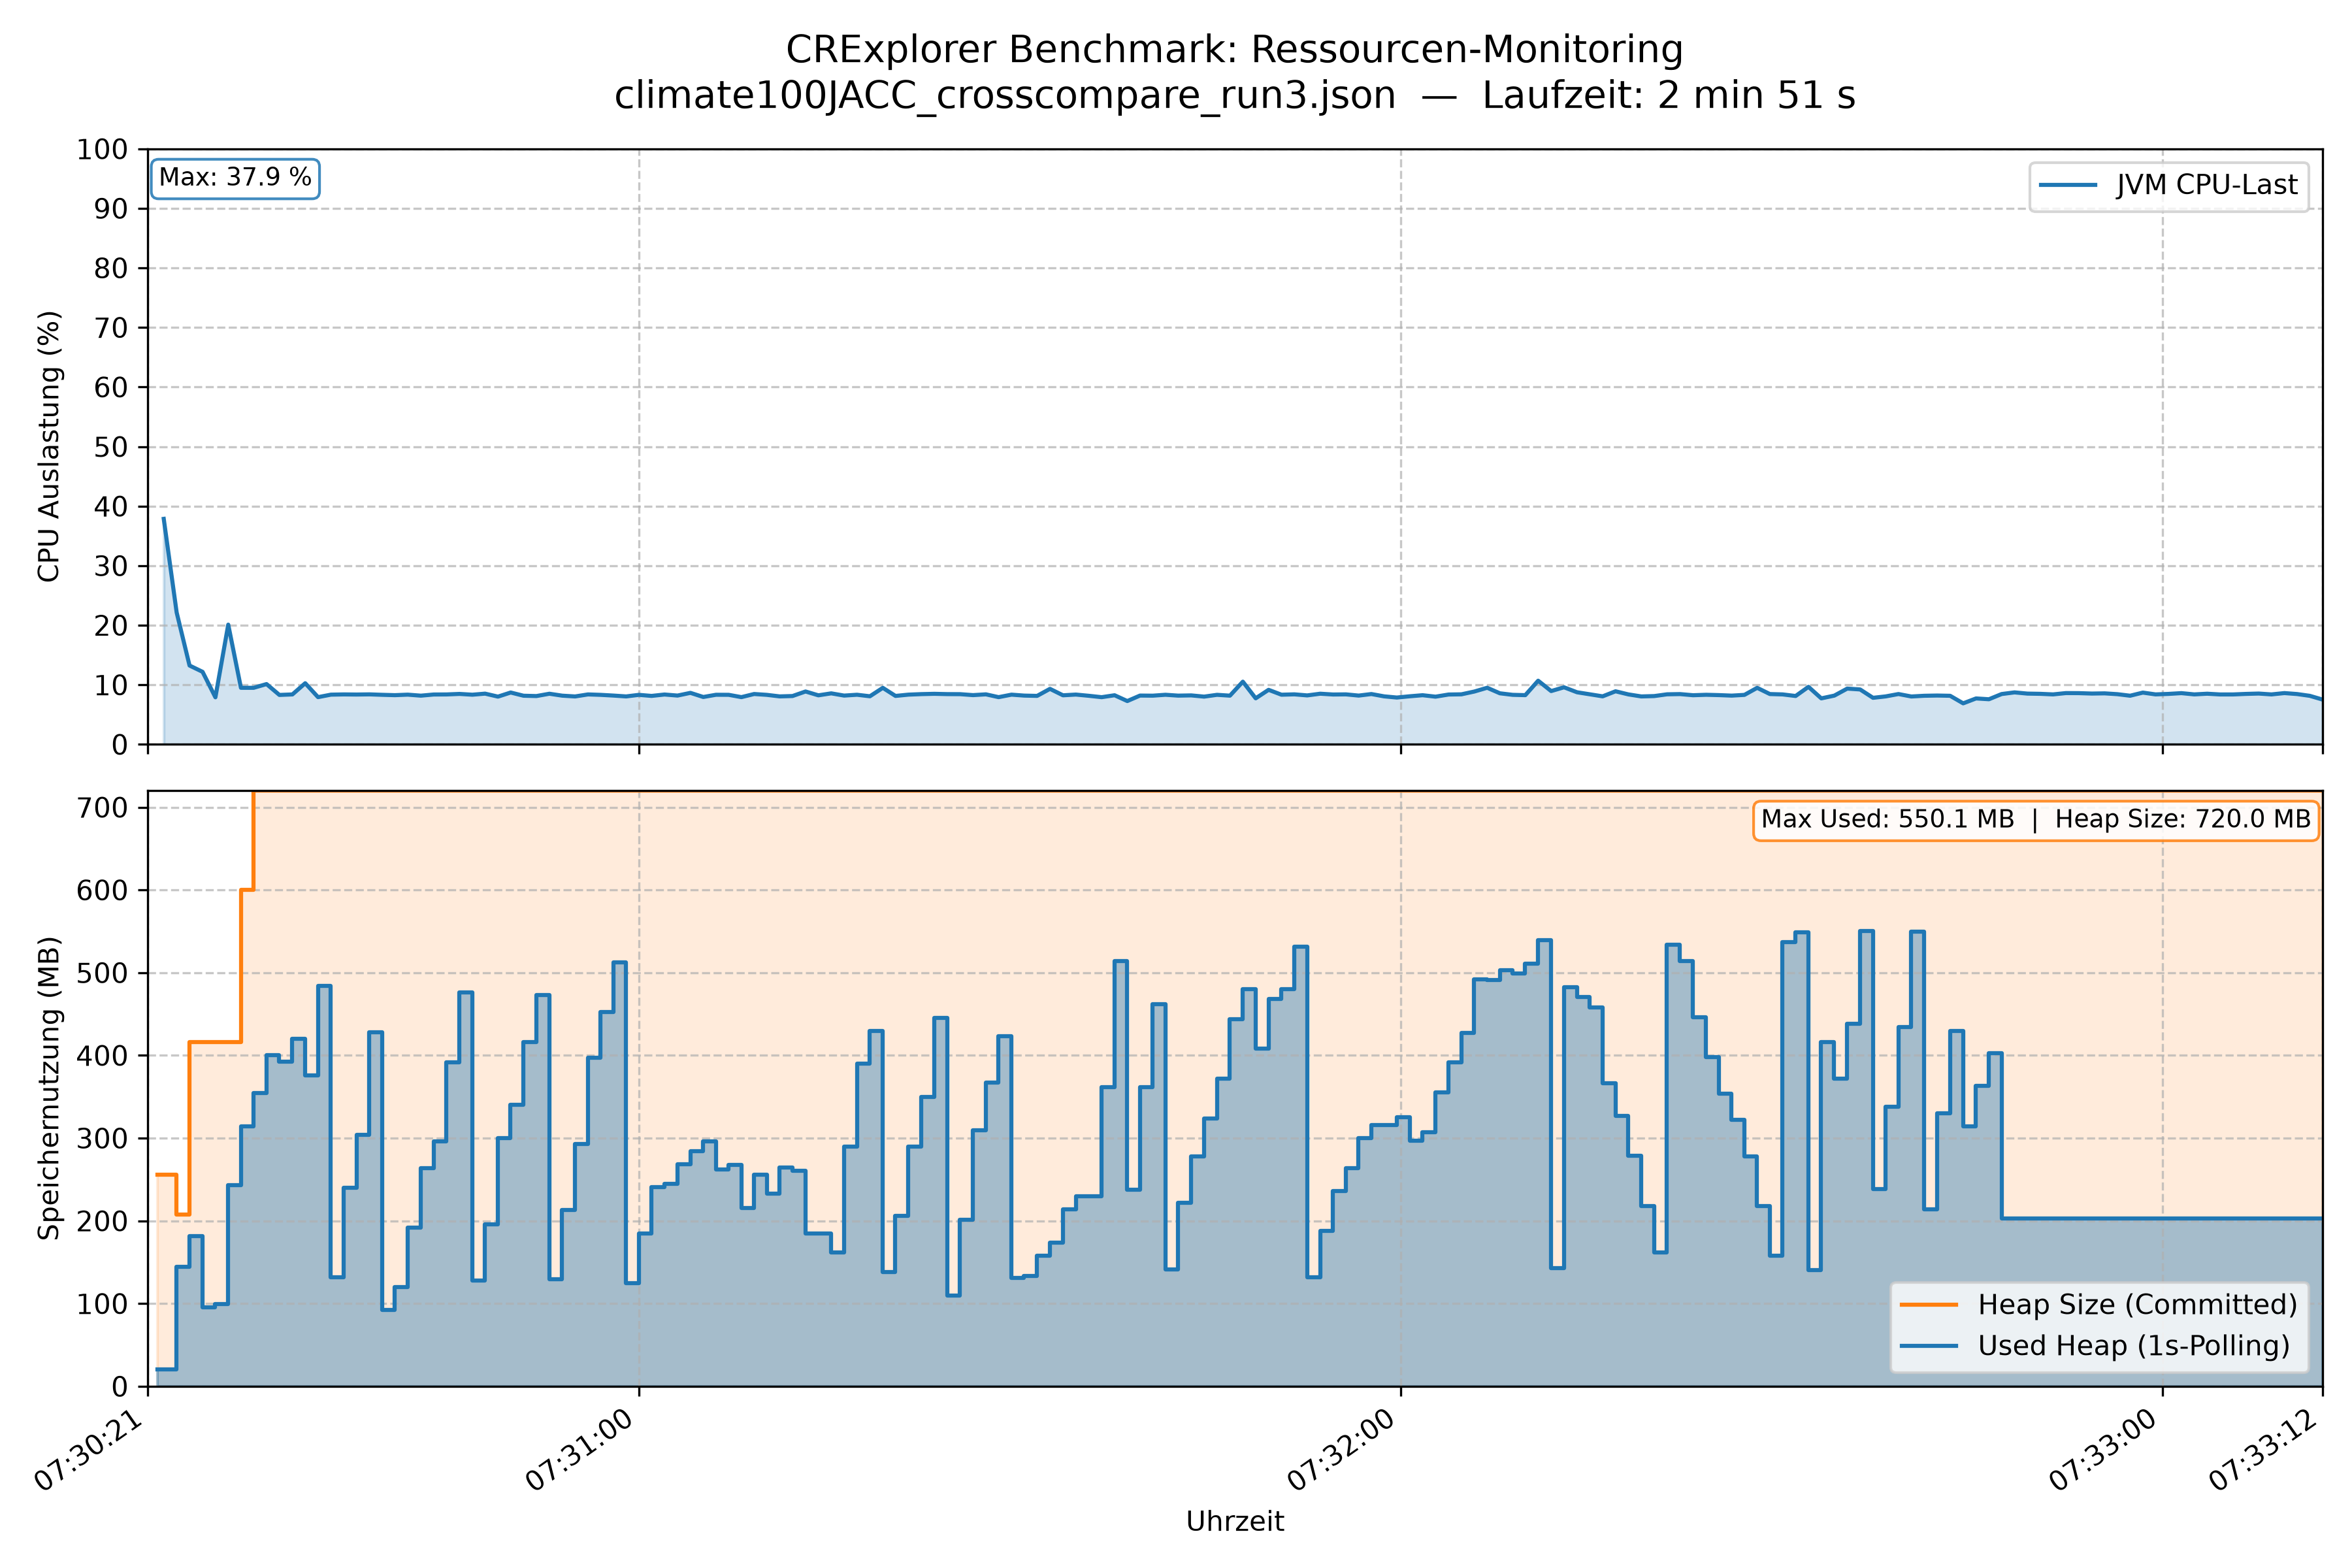 CRExplorer Benchmark: Ressourcen-Monitoring
climate100JACC_crosscompare_run3.json — Laufzeit: 2 min 51 s
100
90
80
70
60
50
40
30
20
10
0
CPU Auslastung (%)
Max: 37.9 %
JVM CPU-Last
700
600
500
400
300
200
100
0
Speichernutzung (MB)
Max Used: 550.1 MB | Heap Size: 720.0 MB
Heap Size (Committed)
Used Heap (1s-Polling)
07:30:21
07:31:00
07:32:00
07:33:00
07:33:12
Uhrzeit